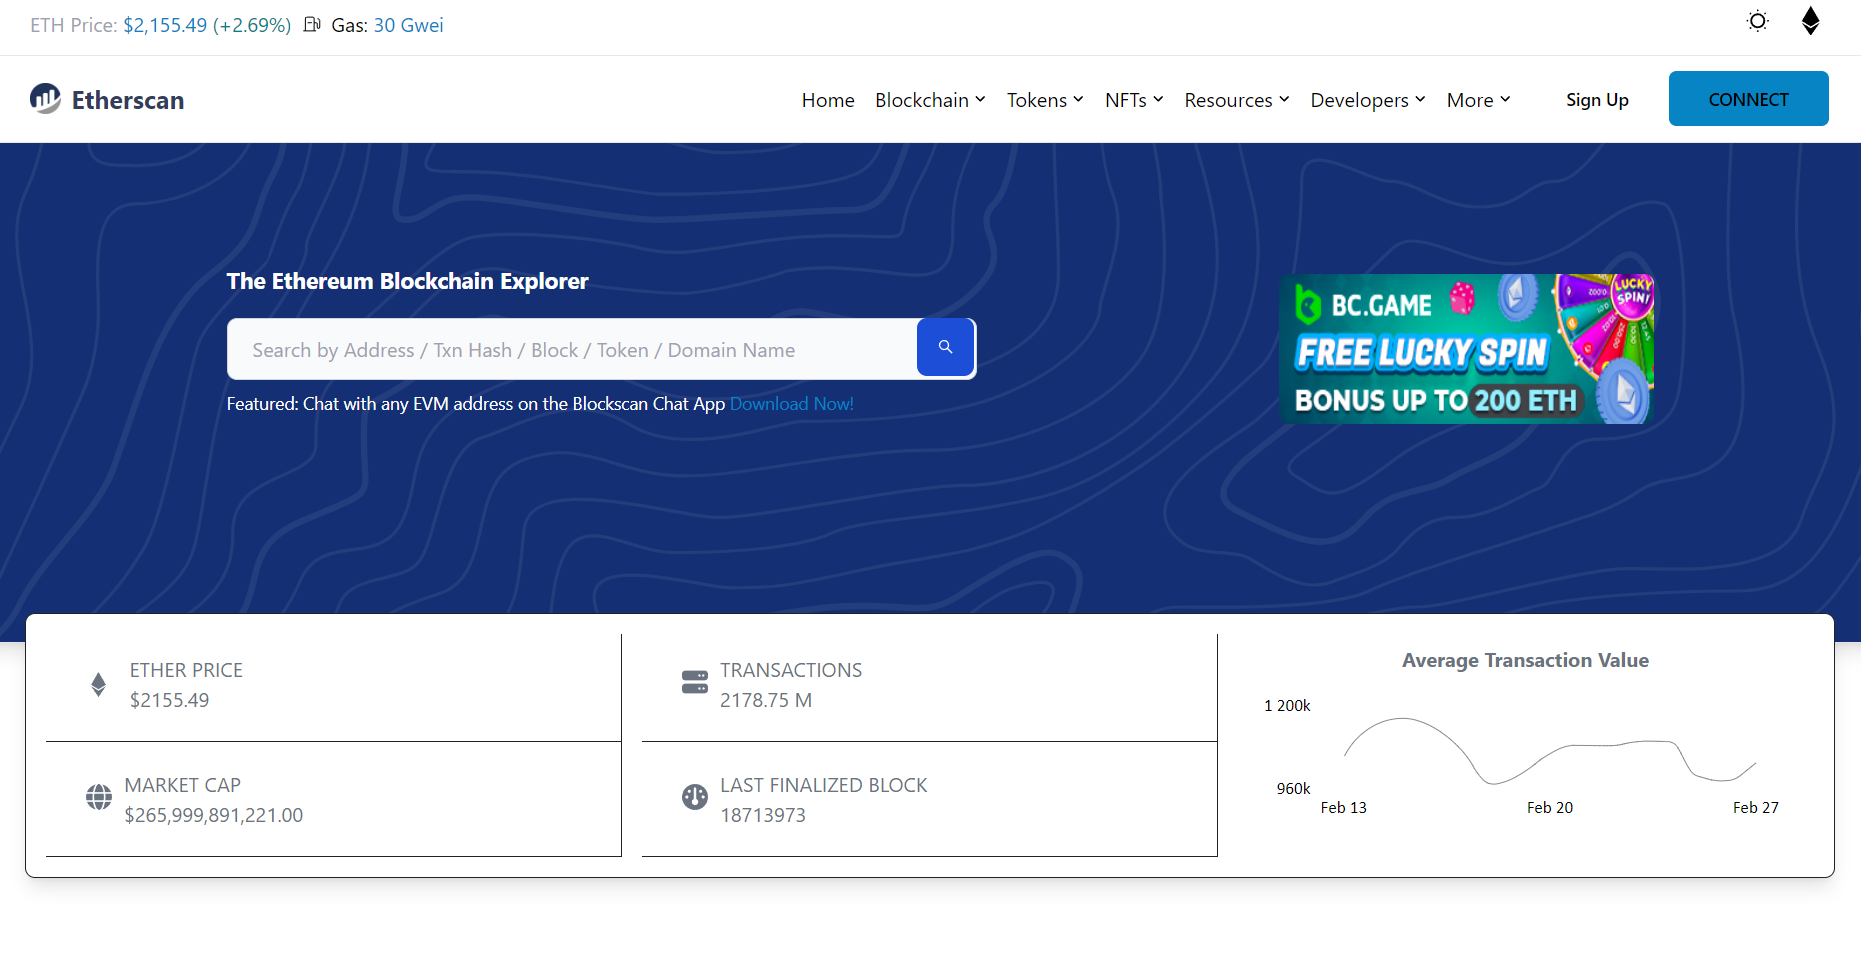 ETH Price: $2,155.49 (+2.69%) Gas: 30 Gwei
Etherscan
Home Blockchain Tokens NFTs Resources Developers More Sign Up CONNECT
The Ethereum Blockchain Explorer
Search by Address / Txn Hash / Block / Token / Domain Name
Featured: Chat with any EVM address on the Blockscan Chat App Download Now!
BC.GAME
LUCKY
SPIN!
FREE LUCKY SPIN
BONUS UP TO 200 ETH
ETHER PRICE
$2155.49
TRANSACTIONS
2178.75 M
MARKET CAP
$265,999,891,221.00
LAST FINALIZED BLOCK
18713973
Average Transaction Value
1 200k
960k
Feb 13 Feb 20 Feb 27